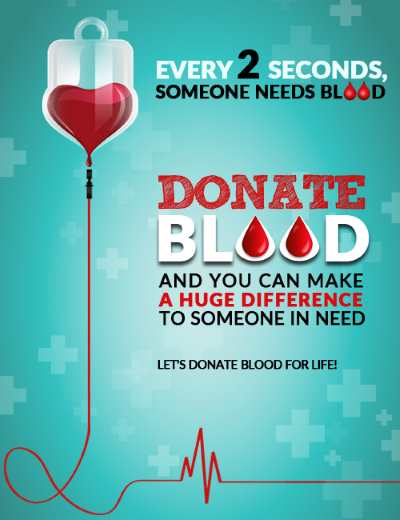 EVERY 2 SECONDS,
SOMEONE NEEDS BLOOD
DONATE
BLOOD
AND YOU CAN MAKE
A HUGE DIFFERENCE
TO SOMEONE IN NEED
LET'S DONATE BLOOD FOR LIFE!